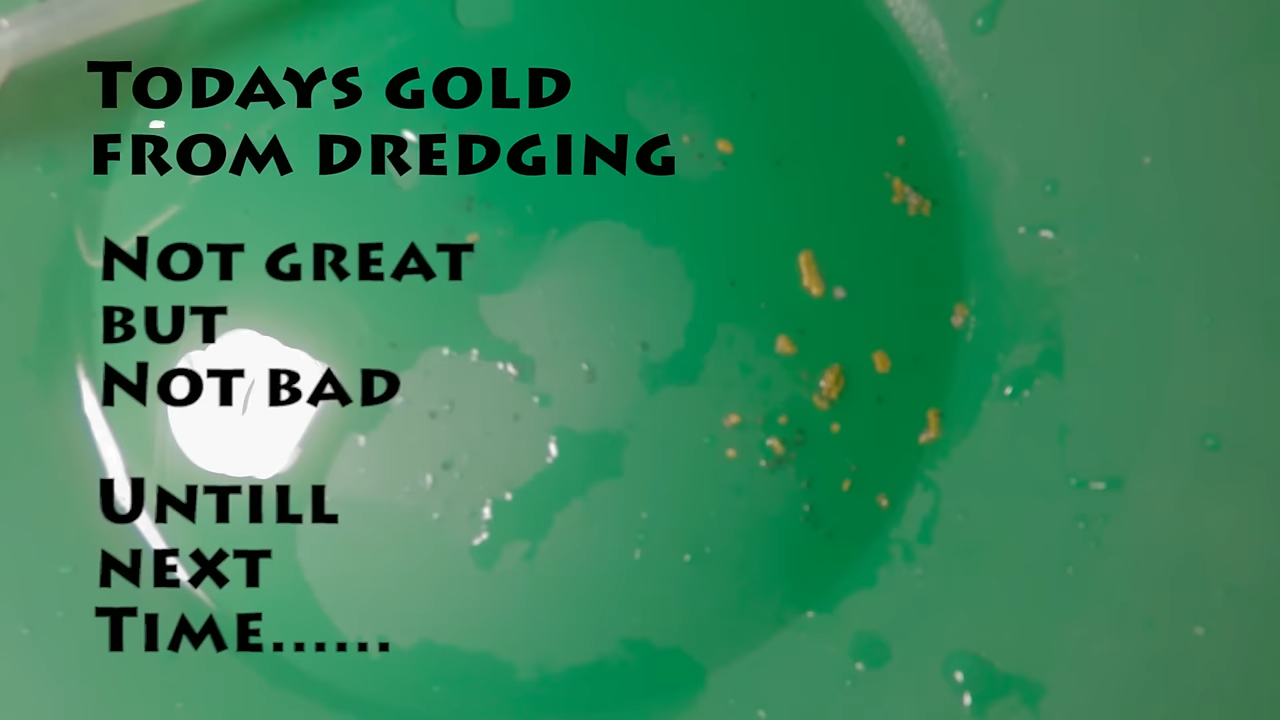 Todays gold
from dredging
Not great
but
Not bad
Untill
next
Time......